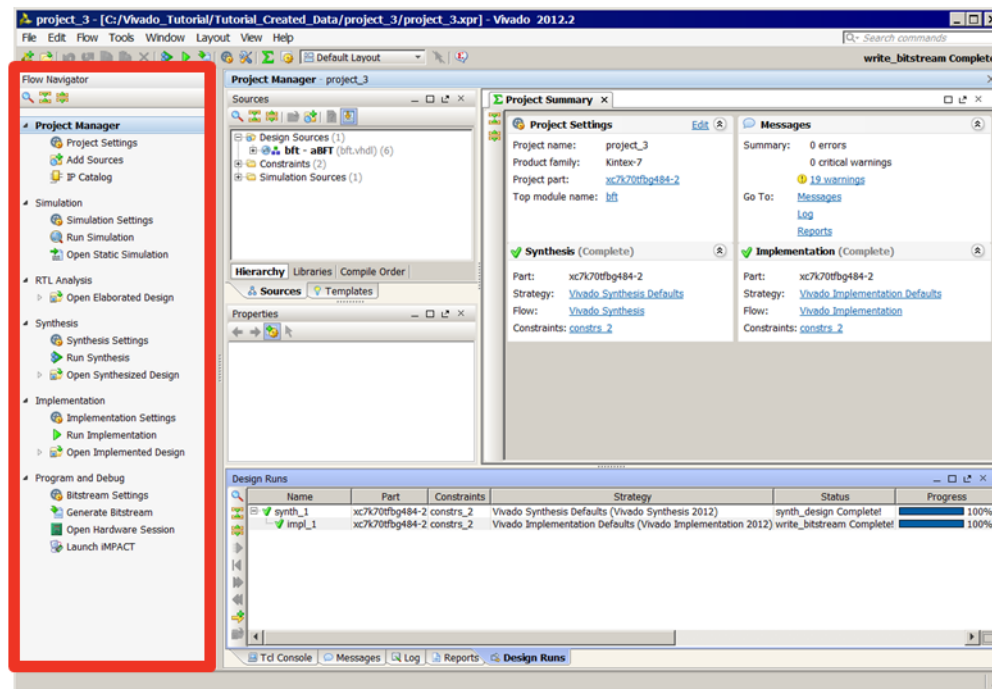 project_3 - [C:/Vivado_Tutorial/Tutorial_Created_Data/project_3/project_3.xpr] - Vivado 2012.2
File Edit Flow Tools Window Layout View Help
Search commands
Default Layout
write_bitstream Complete
Flow Navigator
Project Manager
Project Settings
Add Sources
IP Catalog
Simulation
Simulation Settings
Run Simulation
Open Static Simulation
RTL Analysis
Open Elaborated Design
Synthesis
Synthesis Settings
Run Synthesis
Open Synthesized Design
Implementation
Implementation Settings
Run Implementation
Open Implemented Design
Program and Debug
Bitstream Settings
Generate Bitstream
Open Hardware Session
Launch iMPACT
Project Manager - project_3
Sources
Design Sources (1)
bft - aBFT (bft.vhdl) (6)
Constraints (2)
Simulation Sources (1)
Hierarchy Libraries Compile Order
Sources Templates
Properties
Project Summary
Project Settings Edit
Project name: project_3
Product family: Kintex-7
Project part: xc7k70tfbg484-2
Top module name: bft
Messages
Summary: 0 errors
0 critical warnings
19 warnings
Go To: Messages
Log
Reports
Synthesis (Complete)
Part: xc7k70tfbg484-2
Strategy: Vivado Synthesis Defaults
Flow: Vivado Synthesis
Constraints: constrs_2
Implementation (Complete)
Part: xc7k70tfbg484-2
Strategy: Vivado Implementation Defaults
Flow: Vivado Implementation
Constraints: constrs_2
Design Runs
Name Part Constraints Strategy Status Progress
synth_1 xc7k70tfbg484-2 constrs_2 Vivado Synthesis Defaults (Vivado Synthesis 2012) synth_design Complete! 100%
impl_1 xc7k70tfbg484-2 constrs_2 Vivado Implementation Defaults (Vivado Implementation 2012) write_bitstream Complete! 100%
Tcl Console Messages Log Reports Design Runs